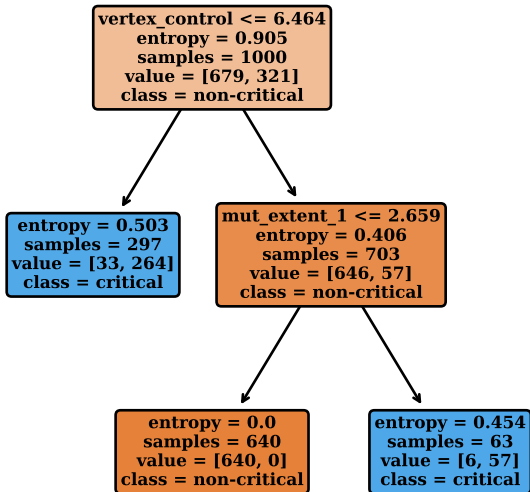 vertex_control <= 6.464
entropy = 0.905
samples = 1000
value = [679, 321]
class = non-critical
entropy = 0.503
samples = 297
value = [33, 264]
class = critical
mut_extent_1 <= 2.659
entropy = 0.406
samples = 703
value = [646, 57]
class = non-critical
entropy = 0.0
samples = 640
value = [640, 0]
class = non-critical
entropy = 0.454
samples = 63
value = [6, 57]
class = critical